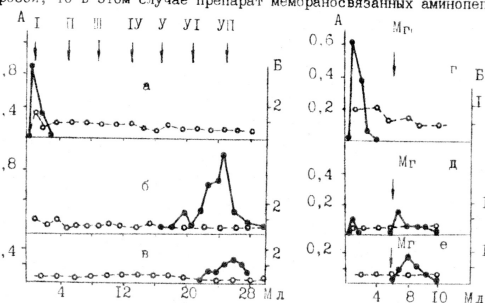 то в этом случае препарат мембраносвязанных аминопеп
А I П Ш IУ У УI УП А Мг
,8 Б 0,6 Б
,4 а 2 0,4 г I
0,2
,8 б 2 0,4 Мг д
0,2
,4 в 2 0,2 Мг е
4 12 20 28 Мл 4 8 10 Мл